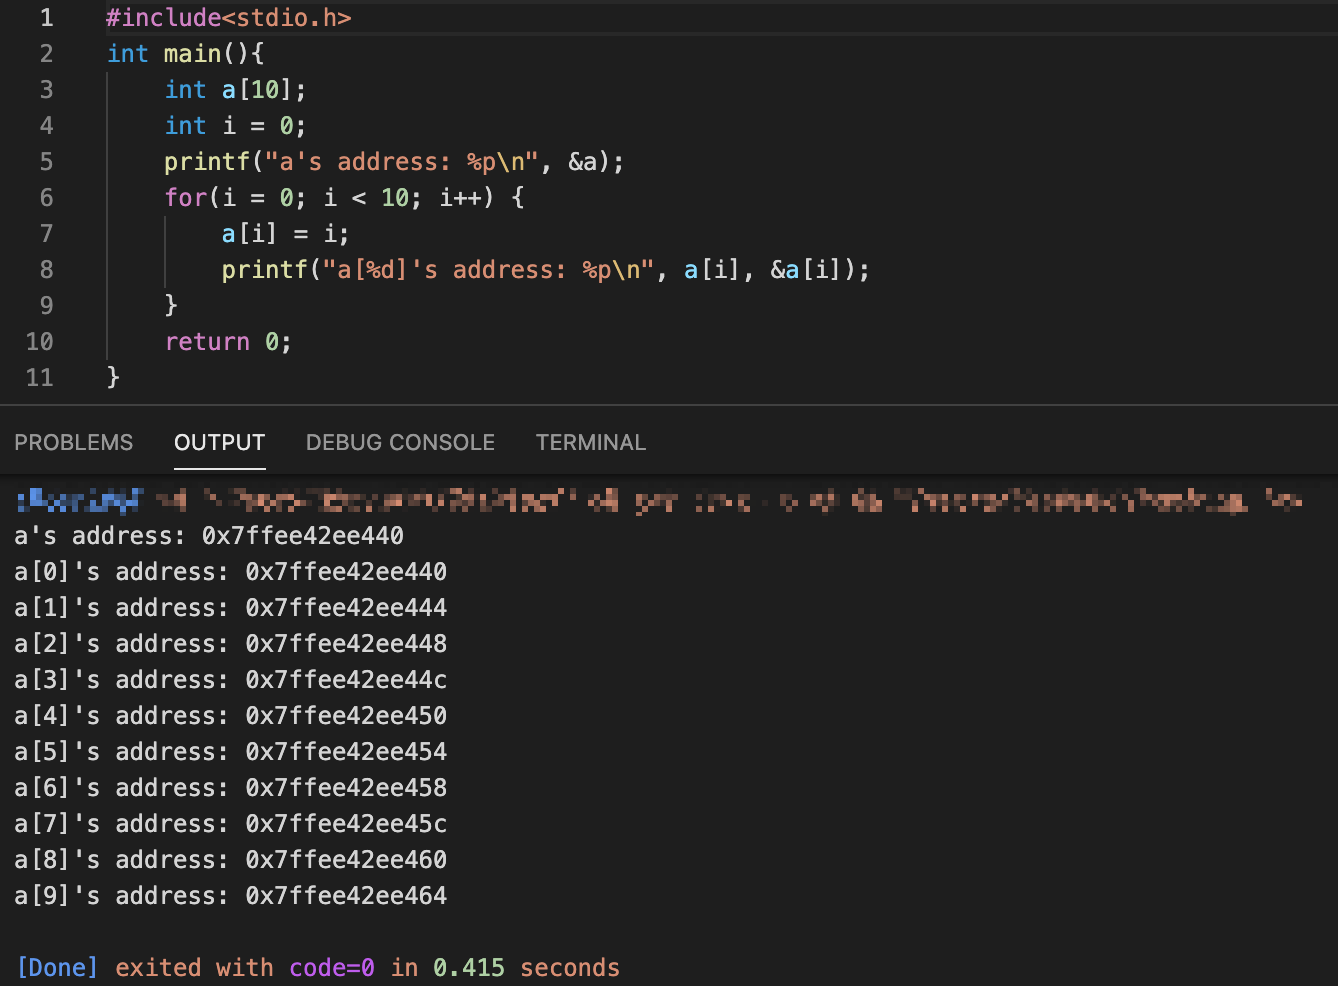 1 #include<stdio.h>
2 int main(){
3 int a[10];
4 int i = 0;
5 printf("a's address: %p\n", &a);
6 for(i = 0; i < 10; i++) {
7 a[i] = i;
8 printf("a[%d]'s address: %p\n", a[i], &a[i]);
9 }
10 return 0;
11 }
PROBLEMS OUTPUT DEBUG CONSOLE TERMINAL
a's address: 0x7ffee42ee440
a[0]'s address: 0x7ffee42ee440
a[1]'s address: 0x7ffee42ee444
a[2]'s address: 0x7ffee42ee448
a[3]'s address: 0x7ffee42ee44c
a[4]'s address: 0x7ffee42ee450
a[5]'s address: 0x7ffee42ee454
a[6]'s address: 0x7ffee42ee458
a[7]'s address: 0x7ffee42ee45c
a[8]'s address: 0x7ffee42ee460
a[9]'s address: 0x7ffee42ee464
[Done] exited with code=0 in 0.415 seconds